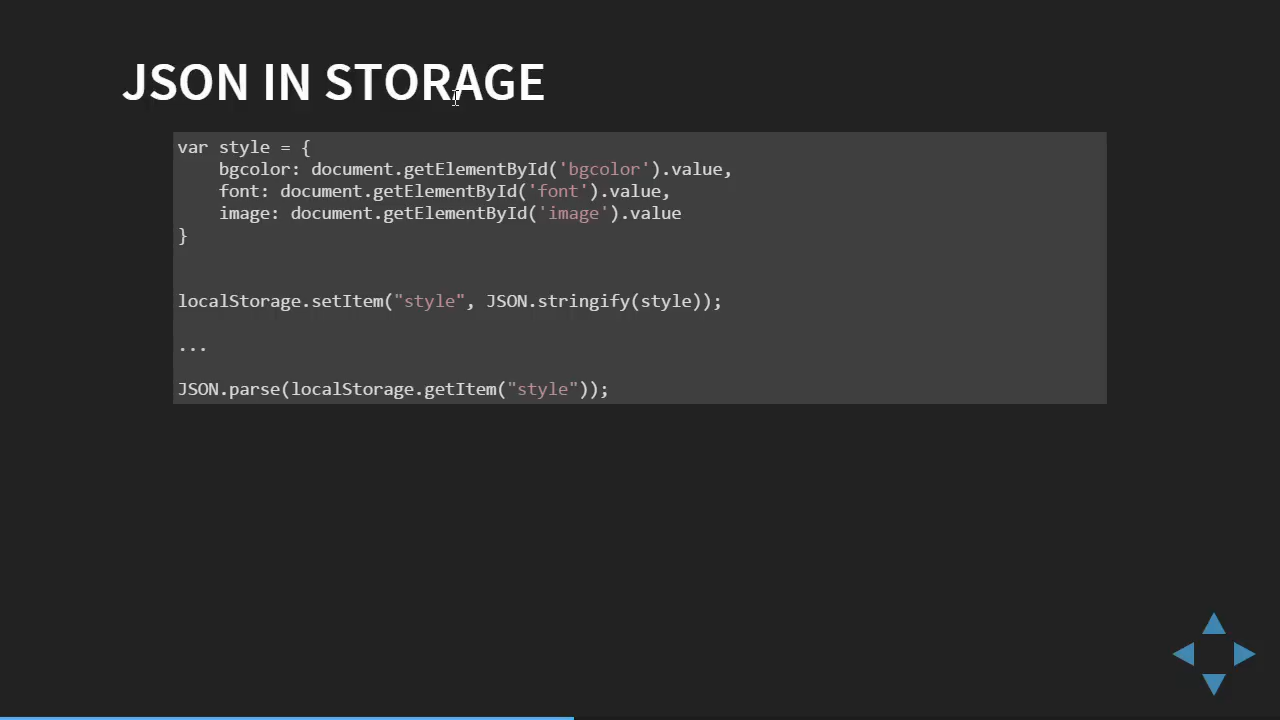 JSON IN STORAGE
var style = {
    bgcolor: document.getElementById('bgcolor').value,
    font: document.getElementById('font').value,
    image: document.getElementById('image').value
}
localStorage.setItem("style", JSON.stringify(style));
...
JSON.parse(localStorage.getItem("style"));